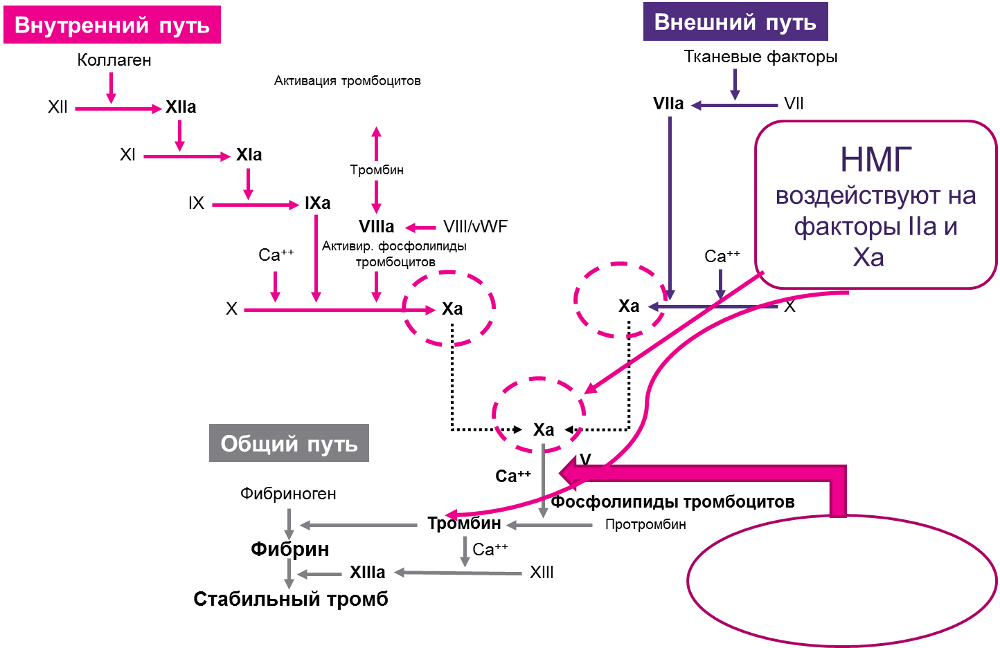 Внутренний путь
Внешний путь
Коллаген
Тканевые факторы
Активация тромбоцитов
XII
XIIa
VIIa
VII
XI
XIa
Тромбин
НМГ
воздействуют на
факторы IIa и
Xa
IX
IXa
VIIIa
VIII/vWF
Активир. фосфолипиды
тромбоцитов
Ca++
Ca++
X
Xa
Xa
X
Xa
Общий путь
V
Ca++
Фибриноген
Фосфолипиды тромбоцитов
Тромбин
Протромбин
Фибрин
Ca++
XIIIa
XIII
Стабильный тромб